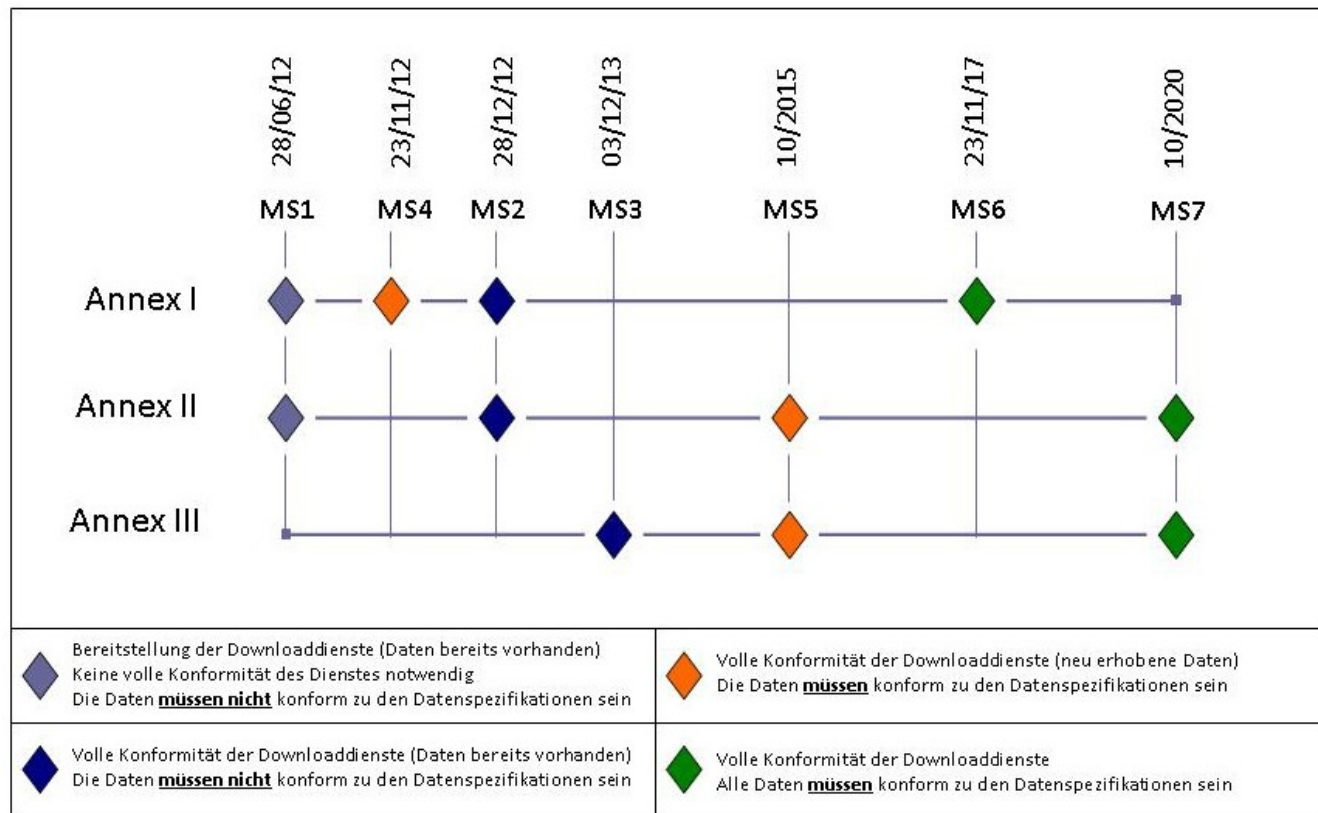 28/06/12
23/11/12
28/12/12
03/12/13
10/2015
23/11/17
10/2020
MS1
MS4
MS2
MS3
MS5
MS6
MS7
Annex I
Annex II
Annex III
Bereitstellung der Downloaddienste (Daten bereits vorhanden)
Keine volle Konformität des Dienstes notwendig
Die Daten müssen nicht konform zu den Datenspezifikationen sein
Volle Konformität der Downloaddienste (neu erhobene Daten)
Die Daten müssen konform zu den Datenspezifikationen sein
Volle Konformität der Downloaddienste (Daten bereits vorhanden)
Die Daten müssen nicht konform zu den Datenspezifikationen sein
Volle Konformität der Downloaddienste
Alle Daten müssen konform zu den Datenspezifikationen sein